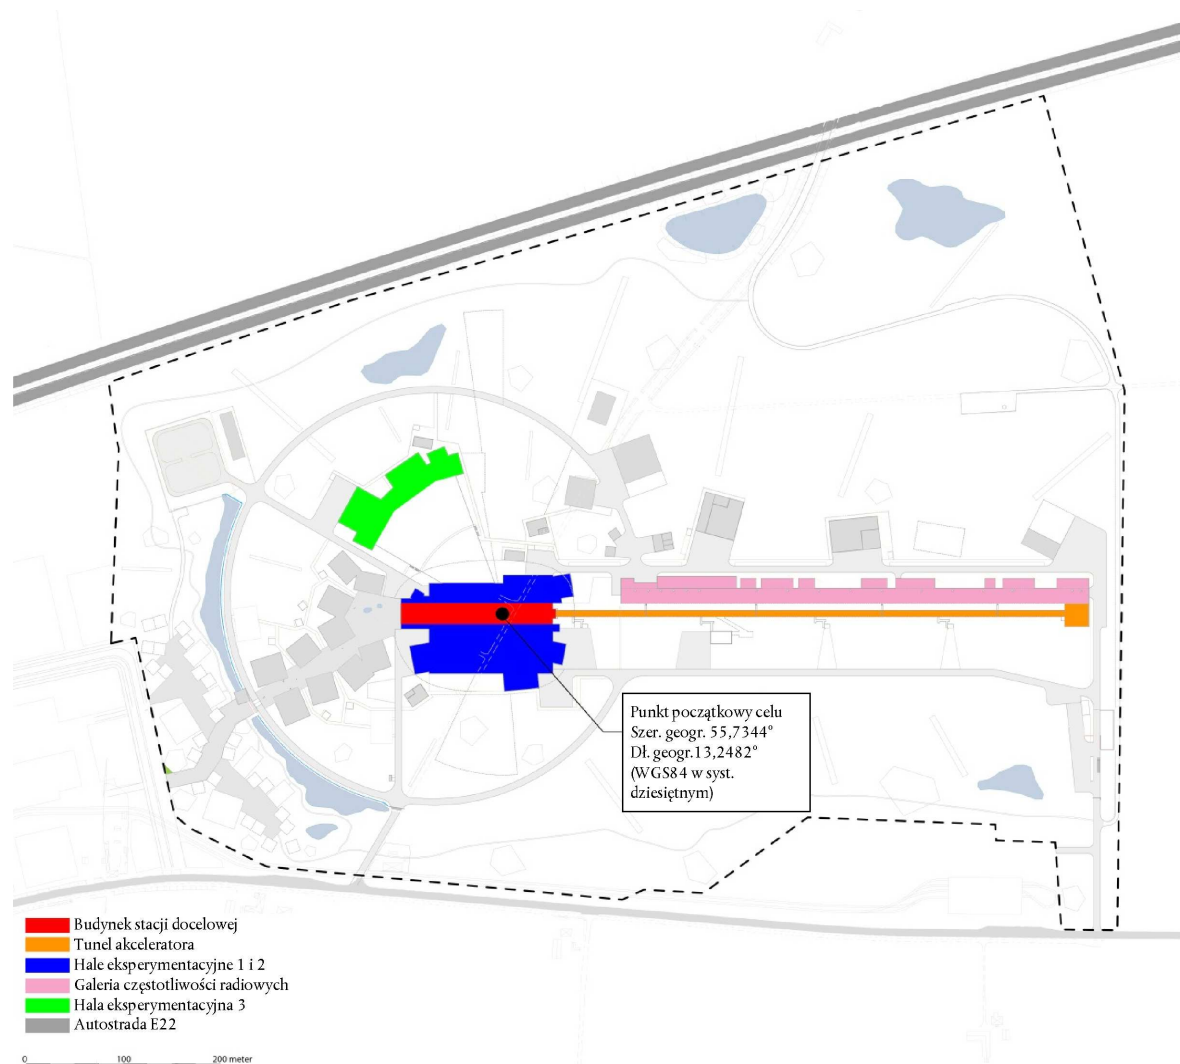 Punkt początkowy celu
Szer. geogr. 55,7344°
Dł. geogr.13,2482°
(WGS84 w syst.
dziesiętnym)
Budynek stacji docelowej
Tunel akceleratora
Hale eksperymentacyjne 1 i 2
Galeria częstotliwości radiowych
Hala eksperymentacyjna 3
Autostrada E22
0 100 200 meter